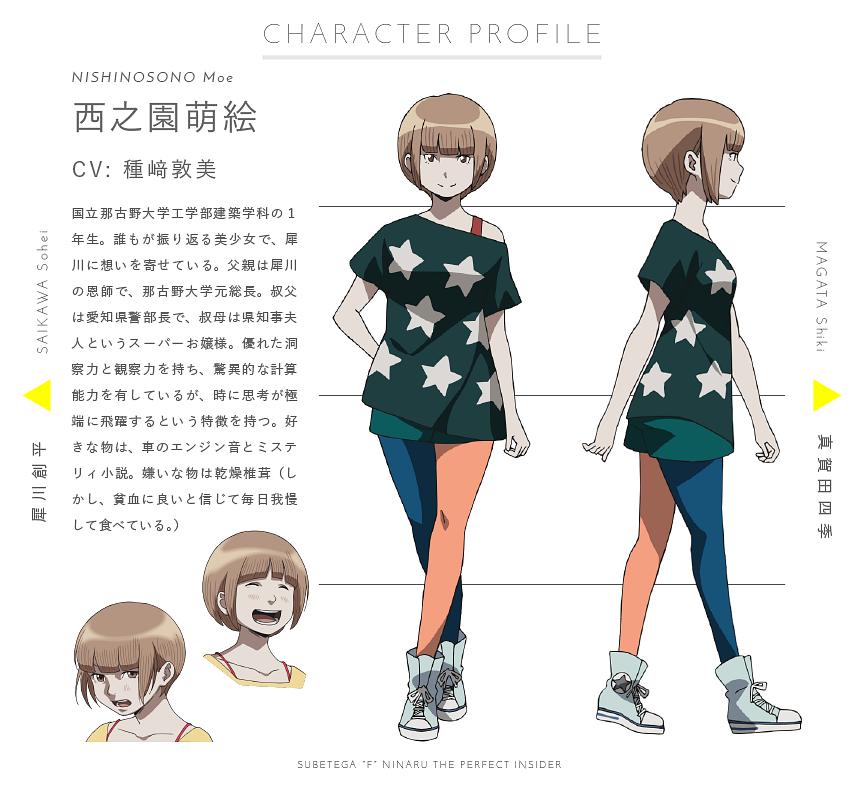 CHARACTER PROFILE
NISHINOSONO Moe
西之園萌絵
CV: 種﨑敦美
国立那古野大学工学部建築学科の1
年生。誰もが振り返る美少女で、犀
川に想いを寄せている。父親は犀川
の恩師で、那古野大学元総長。叔父
は愛知県警部長で、叔母は県知事夫
人というスーパーお嬢様。優れた洞
察力と観察力を持ち、驚異的な計算
能力を有しているが、時に思考が極
端に飛躍するという特徴を持つ。好
きな物は、車のエンジン音とミステ
リィ小説。嫌いな物は乾燥椎茸（し
かし、貧血に良いと信じて毎日我慢
して食べている。）
SAIKAWA Sohei
犀川創平
MAGATA Shiki
真賀田四季
SUBETEGA "F" NINARU THE PERFECT INSIDER